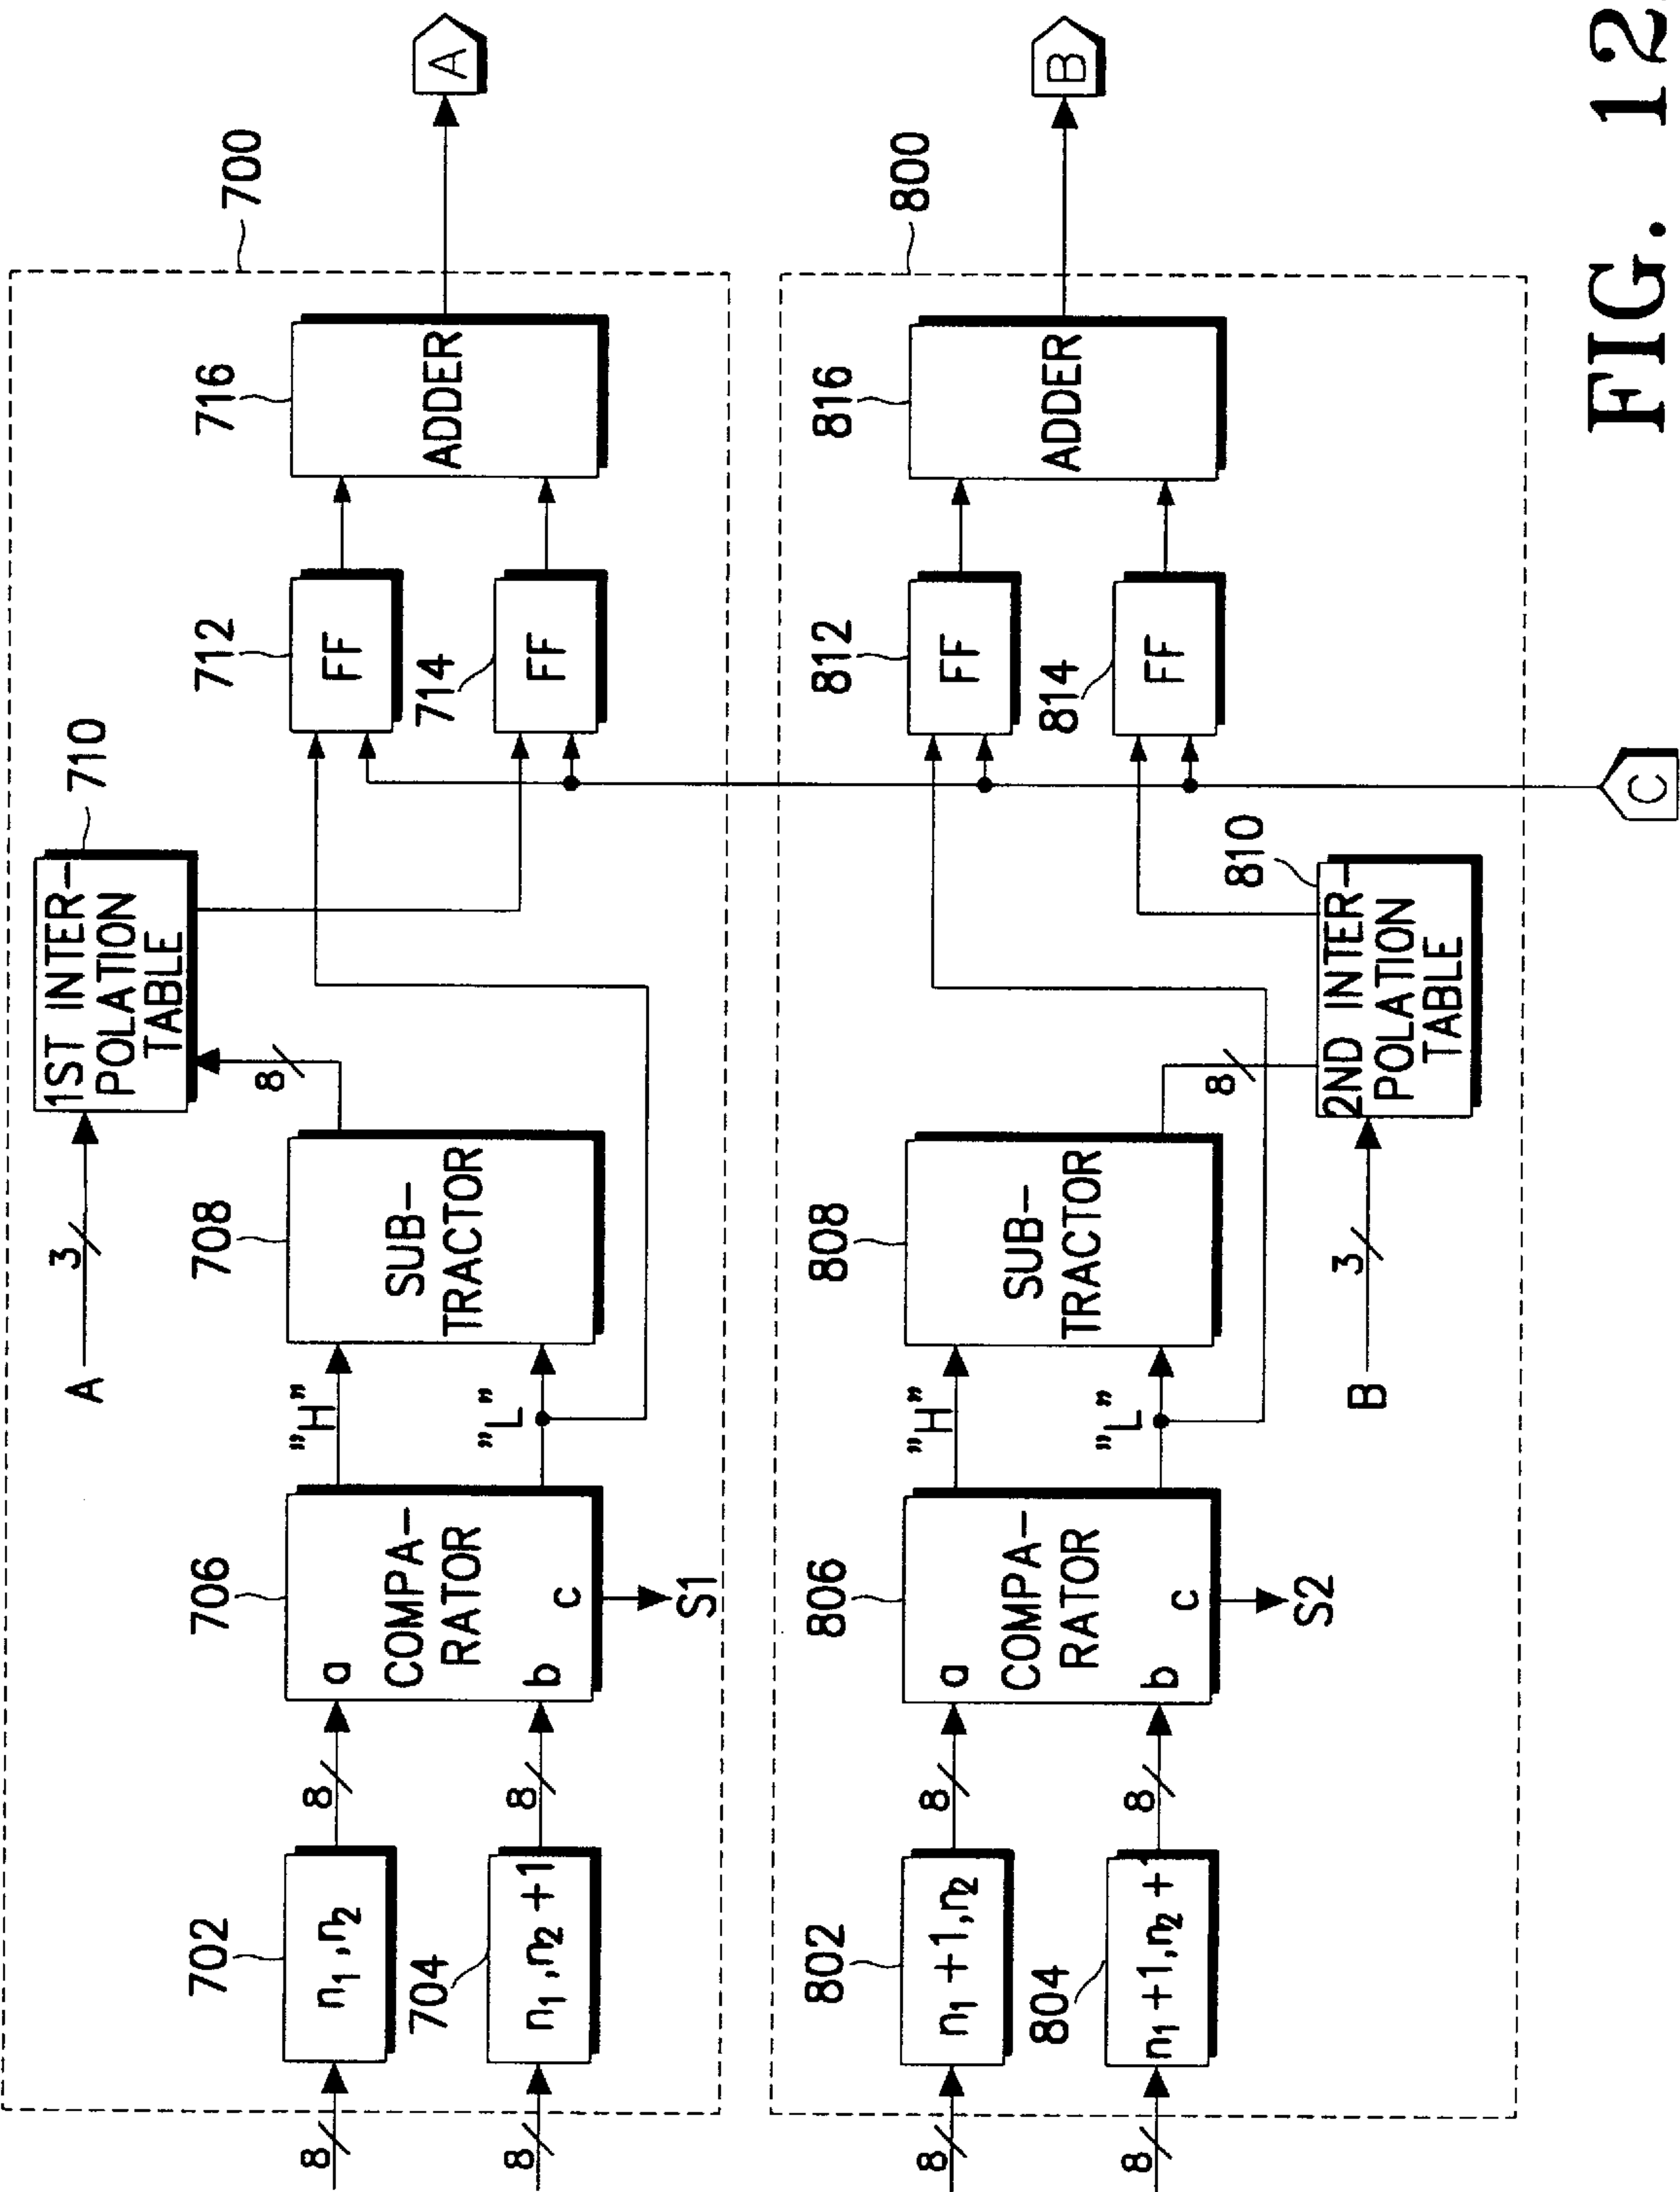 700
A
3
1ST INTER-
POLATION
TABLE
710
8
702
n₁ ,n₂
8
8
704
n₁ ,n₂ +1
8
8
706
a
COMPA-
RATOR
b
c
S1
"H"
"L"
708
SUB-
TRACTOR
712
FF
714
FF
716
ADDER
A
800
802
n₁ +1,n₂
8
8
804
n₁ +1,n₂ +1
8
8
806
a
COMPA-
RATOR
b
c
S2
"H"
"L"
808
SUB-
TRACTOR
8
B
3
2ND INTER-
POLATION
TABLE
810
812
FF
814
FF
816
ADDER
B
C
FIG. 12